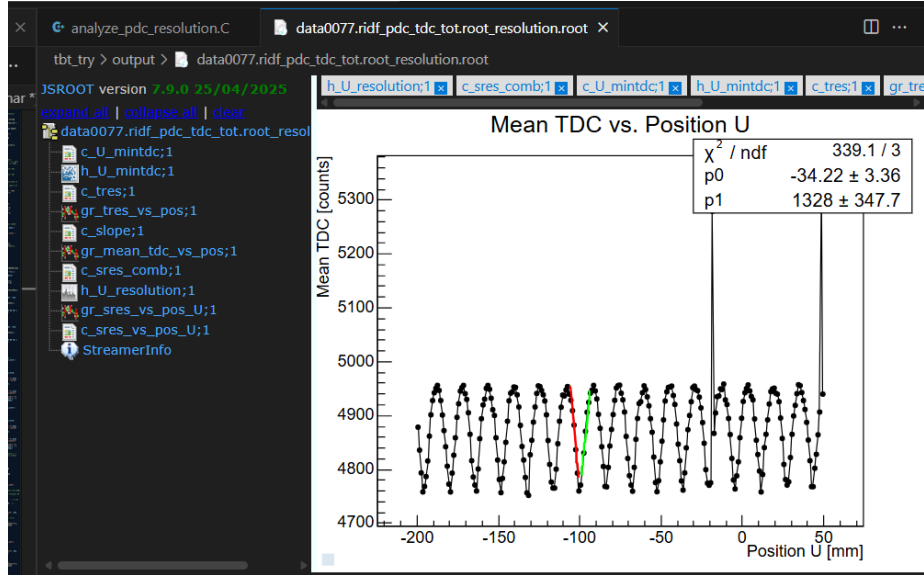 analyze_pdc_resolution.C
data0077.ridf_pdc_tdc_tot.root_resolution.root
tbt_try > output > data0077.ridf_pdc_tdc_tot.root_resolution.root
JSROOT version 7.9.0 25/04/2025
expand all | collapse all | clear
data0077.ridf_pdc_tdc_tot.root_resol
c_U_mintdc;1
h_U_mintdc;1
c_tres;1
gr_tres_vs_pos;1
c_slope;1
gr_mean_tdc_vs_pos;1
c_sres_comb;1
h_U_resolution;1
gr_sres_vs_pos_U;1
c_sres_vs_pos_U;1
StreamerInfo
h_U_resolution;1 c_sres_comb;1 c_U_mintdc;1 h_U_mintdc;1 c_tres;1 gr_tre
Mean TDC vs. Position U
χ² / ndf 339.1 / 3
p0 -34.22 ± 3.36
p1 1328 ± 347.7
Mean TDC [counts]
5300
5200
5100
5000
4900
4800
4700
-200 -150 -100 -50 0 50
Position U [mm]